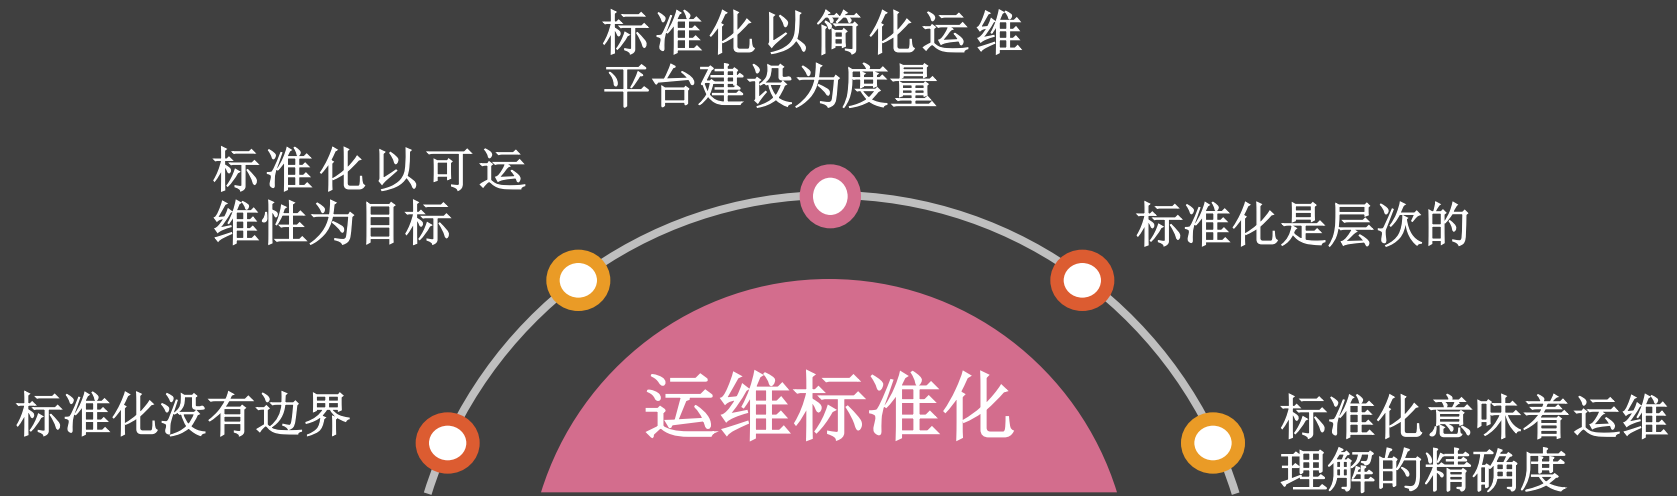 标准化以简化运维
平台建设为度量
标准化以可运
维性为目标
标准化是层次的
运维标准化
标准化没有边界
标准化意味着运维
理解的精确度